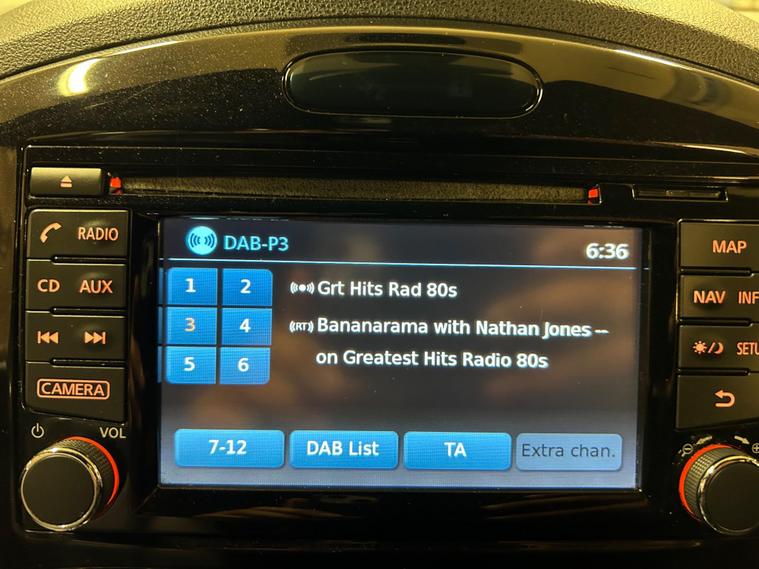 DAB-P3 6:36
1 2 Grt Hits Rad 80s
3 4 (RT) Bananarama with Nathan Jones --
on Greatest Hits Radio 80s
5 6
7-12 DAB List TA Extra chan.
RADIO
CD AUX
CAMERA
VOL
MAP
NAV INF
SETU